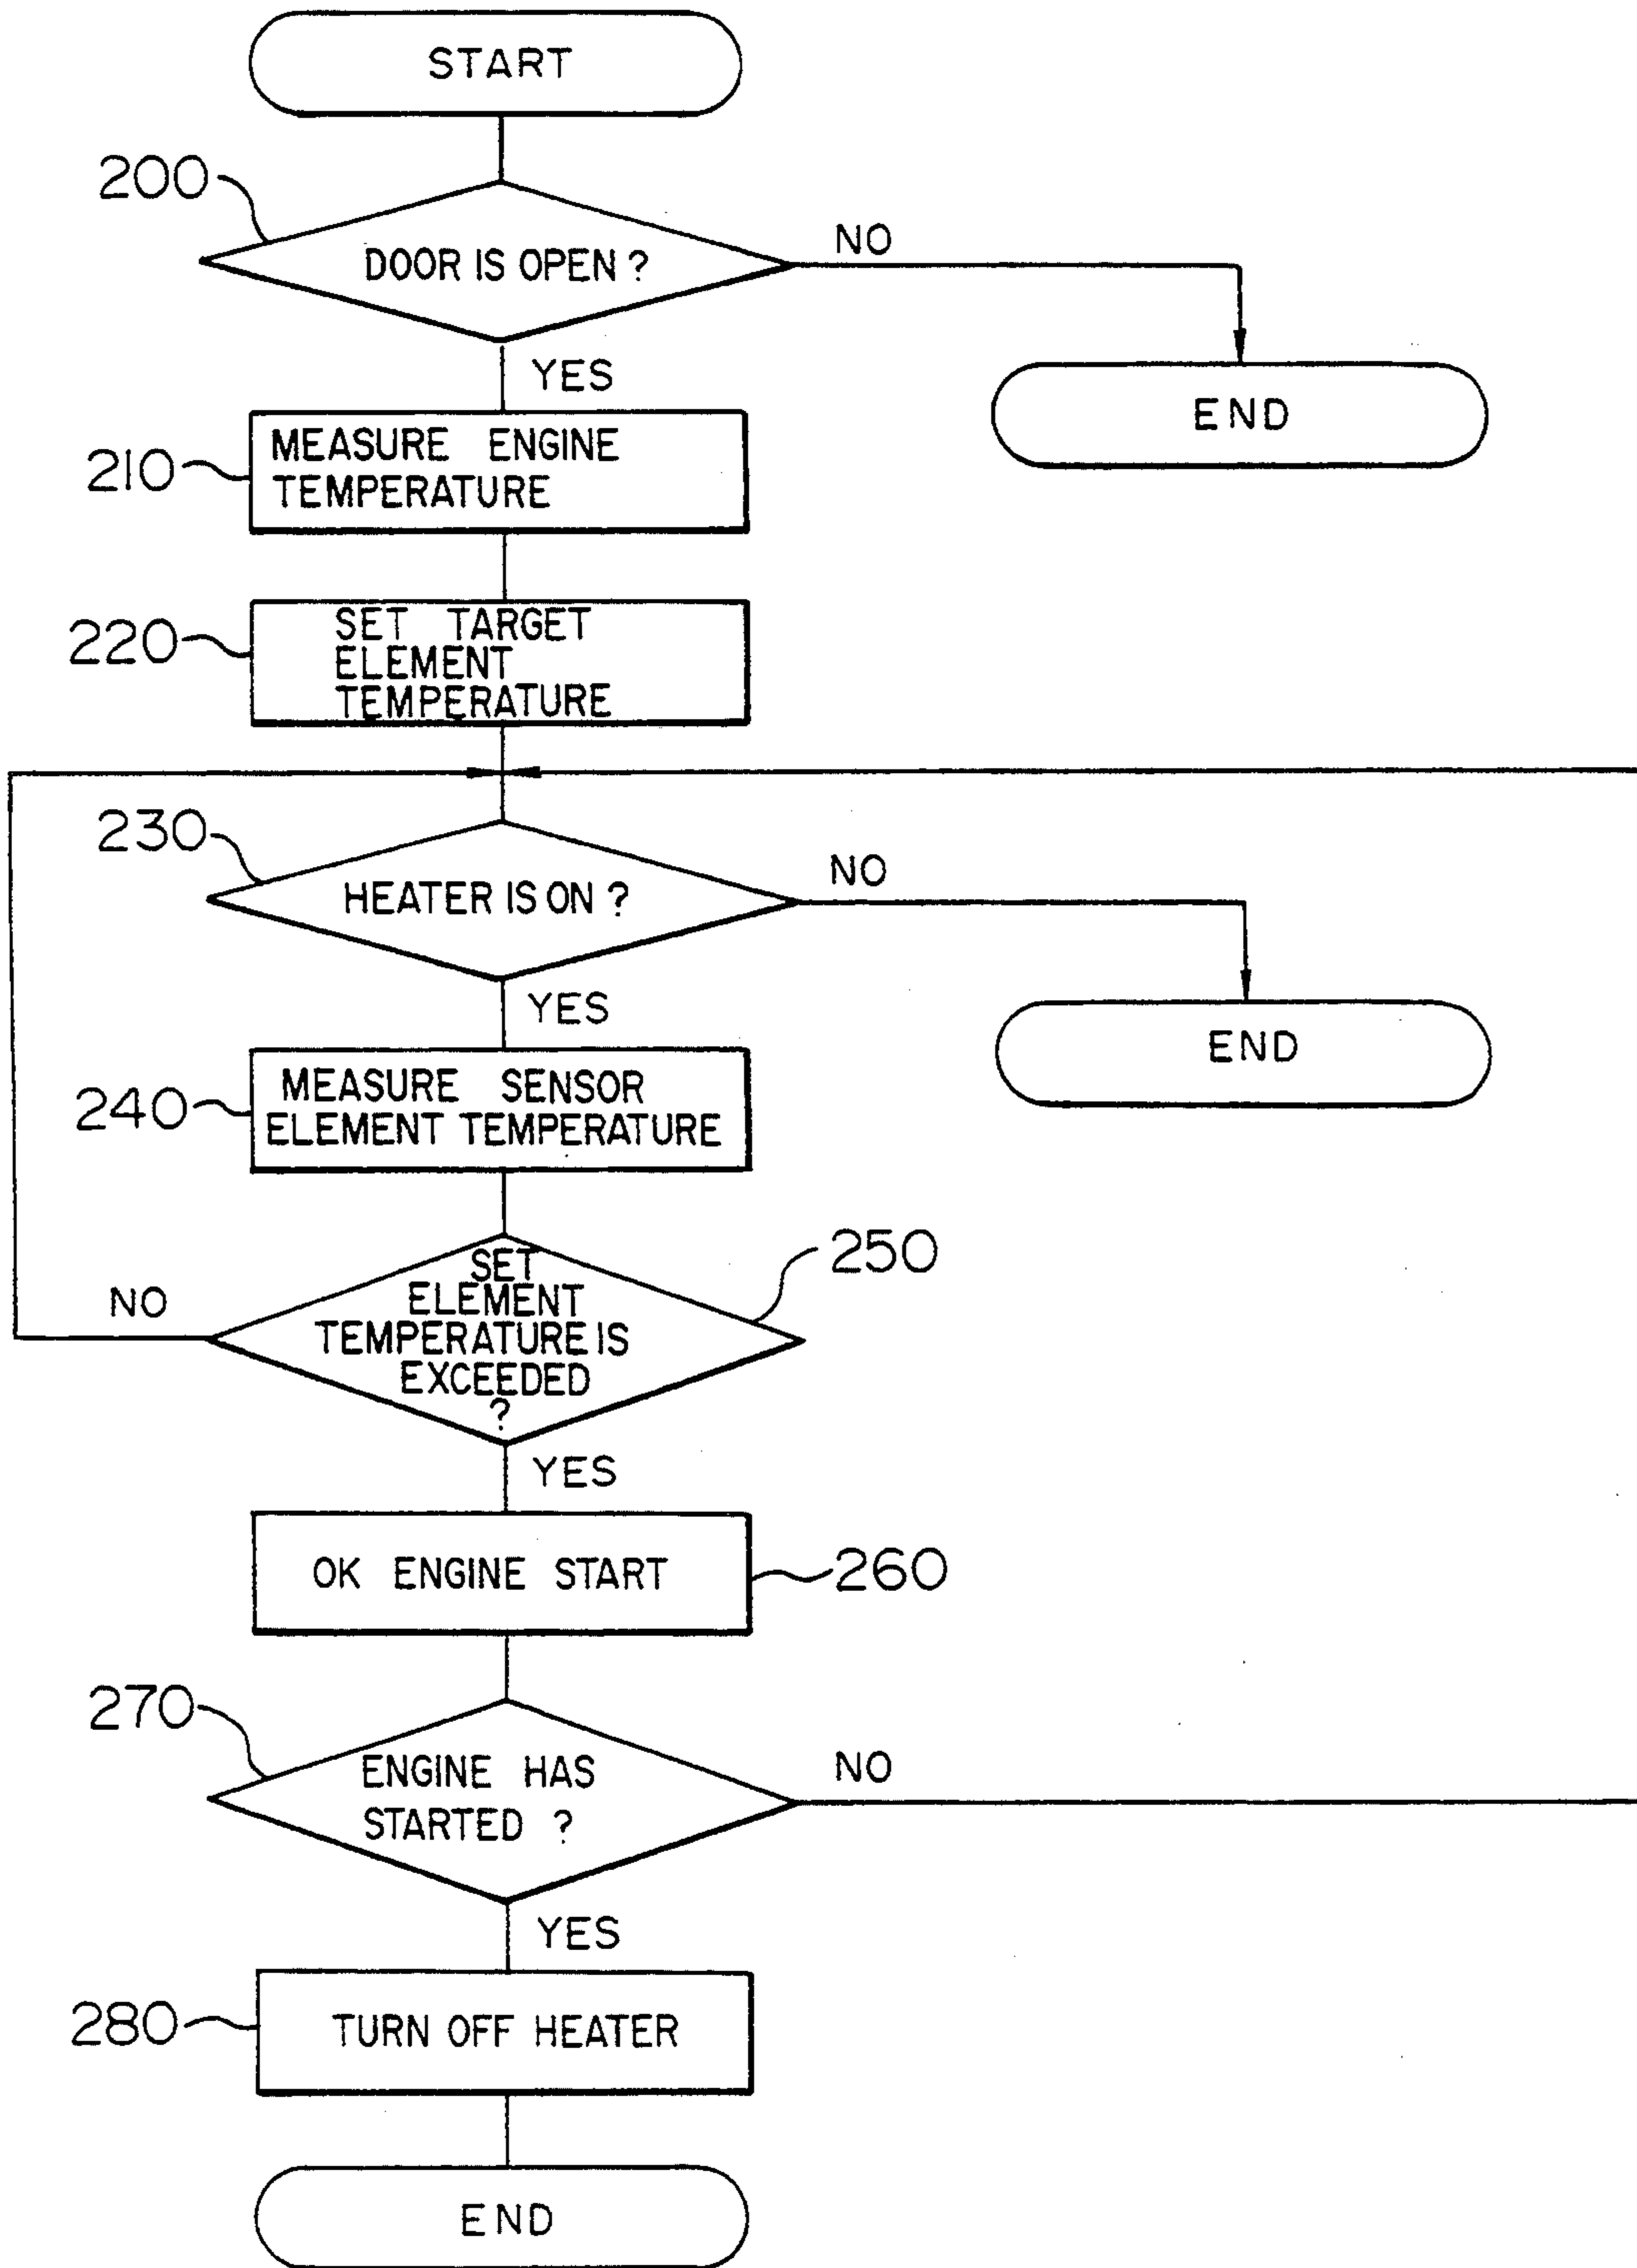 START
200
DOOR IS OPEN ?
NO
END
YES
210
MEASURE ENGINE
TEMPERATURE
220
SET TARGET
ELEMENT
TEMPERATURE
230
HEATER IS ON ?
NO
END
YES
240
MEASURE SENSOR
ELEMENT TEMPERATURE
250
NO
SET
ELEMENT
TEMPERATURE IS
EXCEEDED
?
YES
OK ENGINE START
260
270
ENGINE HAS
STARTED ?
NO
YES
280
TURN OFF HEATER
END